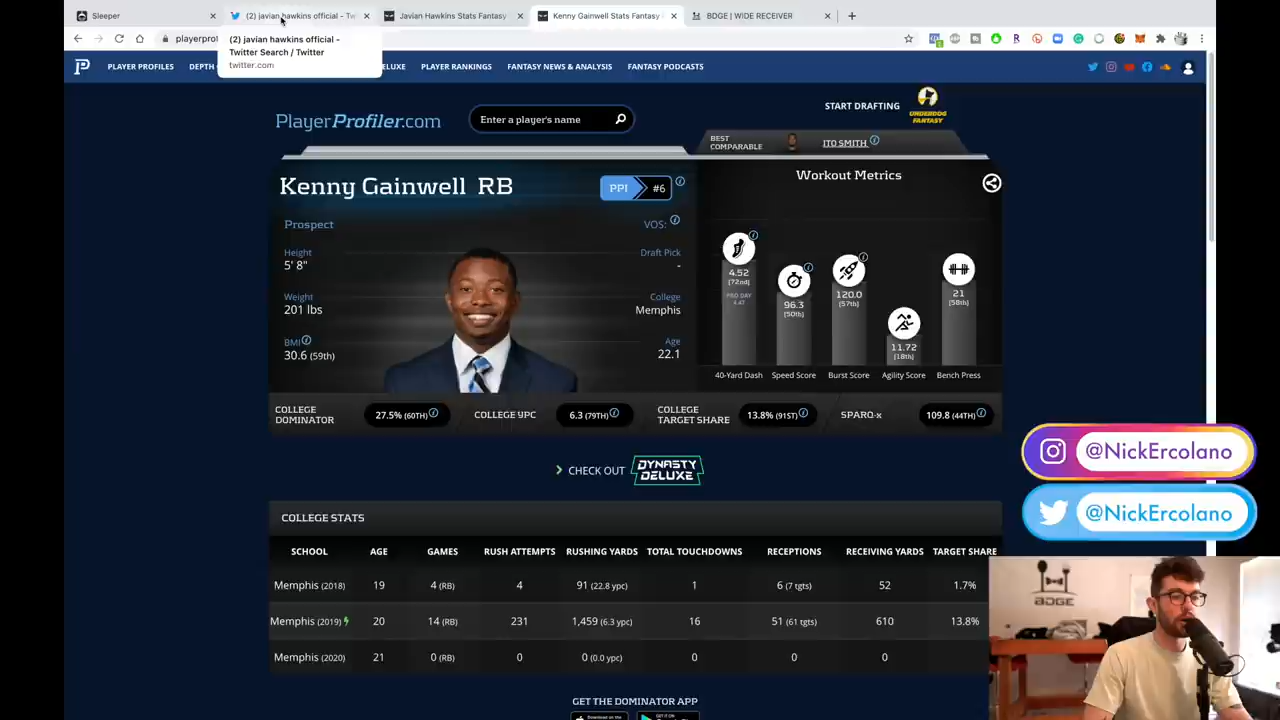 Sleeper
(2) javian hawkins official - Tw
Javian Hawkins Stats Fantasy
Kenny Gainwell Stats Fantasy
BDGE | WIDE RECEIVER
(2) javian hawkins official -
Twitter Search / Twitter
twitter.com
playerprof
PLAYER PROFILES
DEPTH
ELUXE
PLAYER RANKINGS
FANTASY NEWS & ANALYSIS
FANTASY PODCASTS
PlayerProfiler.com
Enter a player's name
START DRAFTING
UNDERDOG
FANTASY
BEST
COMPARABLE
ITO SMITH
Kenny Gainwell RB
PPI #6
Workout Metrics
Prospect
VOS:
Height
5' 8"
Draft Pick
-
Weight
201 lbs
College
Memphis
BMI
30.6 (59th)
Age
22.1
4.52
(72nd)
PRO DAY
4.47
96.3
(50th)
120.0
(57th)
11.72
(18th)
21
(58th)
40-Yard Dash
Speed Score
Burst Score
Agility Score
Bench Press
COLLEGE
DOMINATOR
27.5% (60TH)
COLLEGE YPC
6.3 (79TH)
COLLEGE
TARGET SHARE
13.8% (91ST)
SPARQ-x
109.8 (44TH)
CHECK OUT
DYNASTY
DELUXE
@NickErcolano
@NickErcolano
COLLEGE STATS
SCHOOL AGE GAMES RUSH ATTEMPTS RUSHING YARDS TOTAL TOUCHDOWNS RECEPTIONS RECEIVING YARDS TARGET SHARE
Memphis (2018) 19 4 (RB) 4 91 (22.8 ypc) 1 6 (7 tgts) 52 1.7%
Memphis (2019) 20 14 (RB) 231 1,459 (6.3 ypc) 16 51 (61 tgts) 610 13.8%
Memphis (2020) 21 0 (RB) 0 0 (0.0 ypc) 0 0 0
BDGE
GET THE DOMINATOR APP